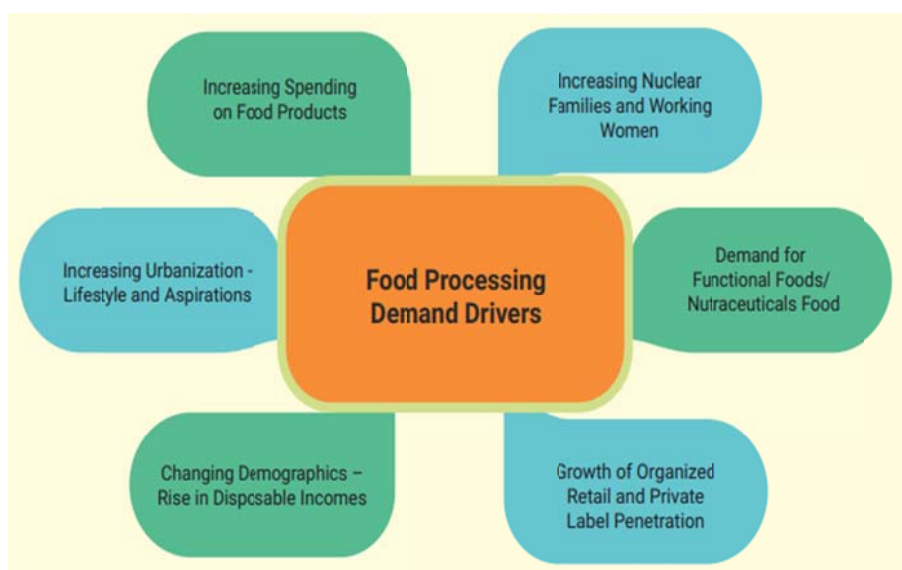 Increasing Spending
on Food Products
Increasing Nuclear
Families and Working
Women
Increasing Urbanization -
Lifestyle and Aspirations
Food Processing
Demand Drivers
Demand for
Functional Foods/
Nutraceuticals Food
Changing Demographics –
Rise in Disposable Incomes
Growth of Organized
Retail and Private
Label Penetration